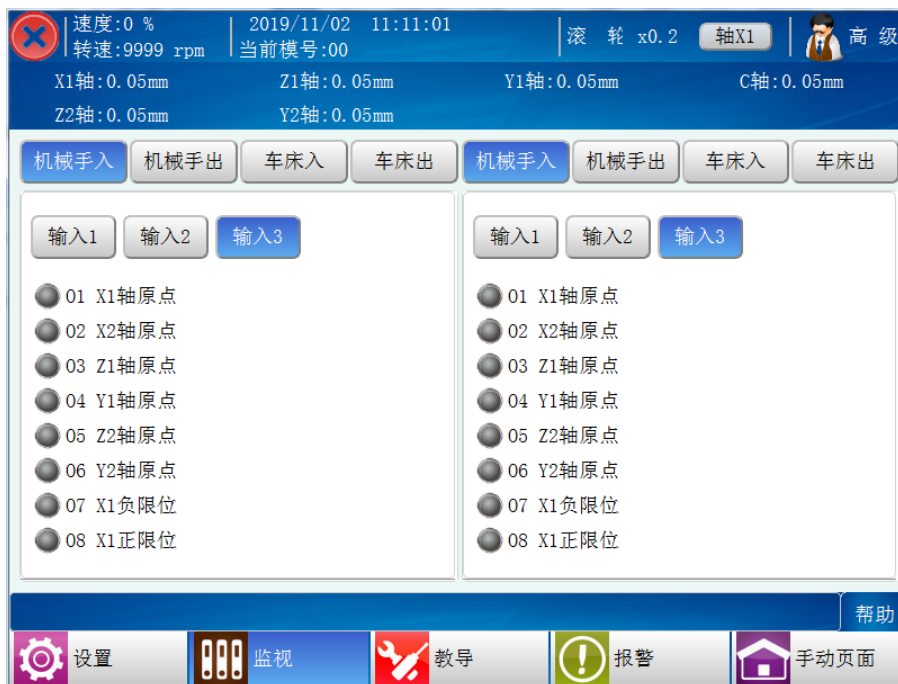 速度:0 % 2019/11/02 11:11:01 滚 轮 x0.2 轴X1 高 级
转速:9999 rpm 当前模号:00
X1轴:0.05mm Z1轴:0.05mm Y1轴:0.05mm C轴:0.05mm
Z2轴:0.05mm Y2轴:0.05mm
机械手入 机械手出 车床入 车床出 机械手入 机械手出 车床入 车床出
输入1 输入2 输入3 输入1 输入2 输入3
01 X1轴原点 01 X1轴原点
02 X2轴原点 02 X2轴原点
03 Z1轴原点 03 Z1轴原点
04 Y1轴原点 04 Y1轴原点
05 Z2轴原点 05 Z2轴原点
06 Y2轴原点 06 Y2轴原点
07 X1负限位 07 X1负限位
08 X1正限位 08 X1正限位
帮助
设置 监视 教导 报警 手动页面